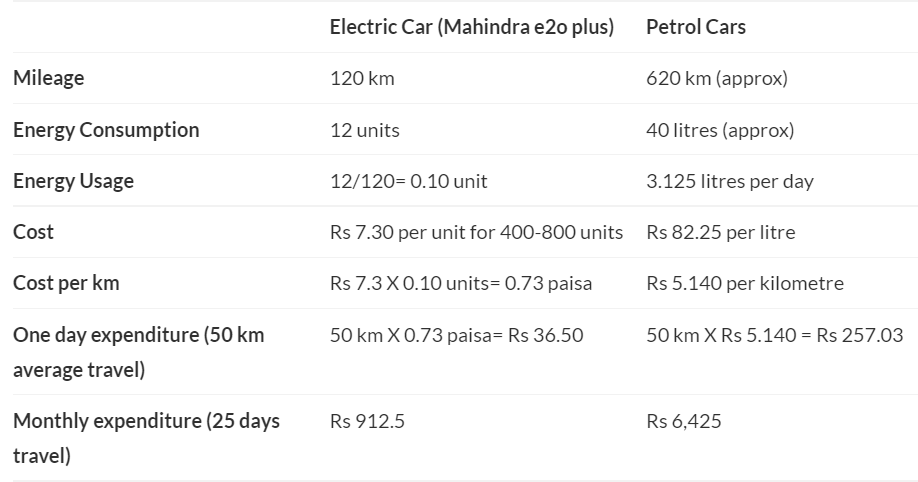 Electric Car (Mahindra e2o plus) Petrol Cars
Mileage 120 km 620 km (approx)
Energy Consumption 12 units 40 litres (approx)
Energy Usage 12/120= 0.10 unit 3.125 litres per day
Cost Rs 7.30 per unit for 400-800 units Rs 82.25 per litre
Cost per km Rs 7.3 X 0.10 units= 0.73 paisa Rs 5.140 per kilometre
One day expenditure (50 km 50 km X 0.73 paisa= Rs 36.50 50 km X Rs 5.140 = Rs 257.03
average travel)
Monthly expenditure (25 days Rs 912.5 Rs 6,425
travel)